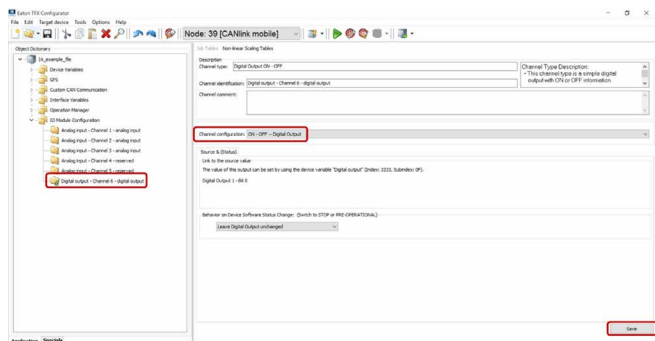 Eaton TFX Configurator
File Edit Target device Tools Options Help
Node: 39 [CANlink mobile]
Object Dictionary
IA_example_file
Device Variables
GPS
Custom CAN Communication
Interface Variables
Operation Manager
IO Module Configuration
Analog input - Channel 1 - analog input
Analog input - Channel 2 - analog input
Analog input - Channel 3 - analog input
Analog input - Channel 4 - reserved
Analog input - Channel 5 - reserved
Digital output - Channel 6 - digital output
Application Specials
Job Tables Non-linear Scaling Tables
Description
Channel type: Digital Output ON - OFF
Channel Type Description:
- This channel type is a simple digital
output with ON or OFF information.
Channel identification: Digital output - Channel 6 - digital output
Channel comment:
Channel configuration: ON - OFF -- Digital Output
Source & (Status)
Link to the source value
The value of this output can be set by using the device variable "Digital output" (Index: 3220, Subindex: 0F).
Digital Output 1 - Bit 0
Behavior on Device Software Status Change: (Switch to STOP or PRE-OPERATIONAL)
Leave Digital Output unchanged
Save